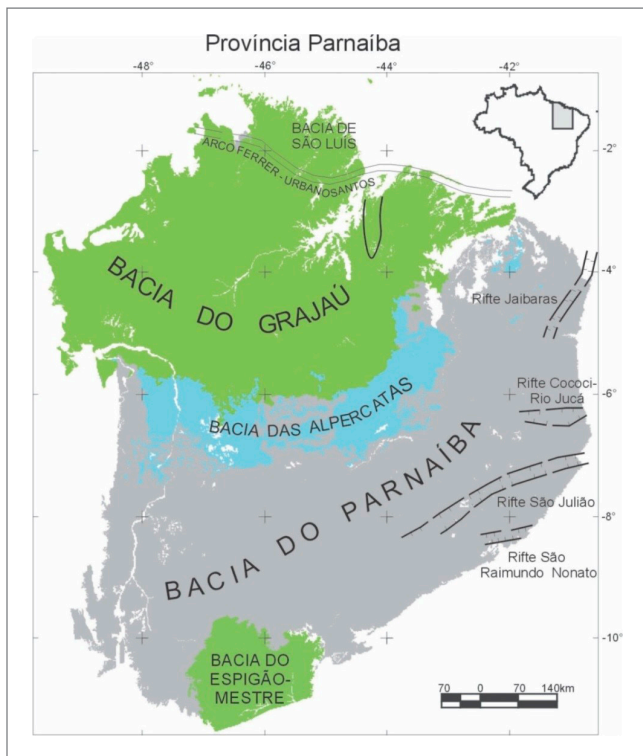 Província Parnaíba
-48° -46° -44° -42°
BACIA DE
SÃO LUÍS
ARCO FERRER - URBANOSANTOS
-2°
BACIA DO GRAJAÚ
-4°
Rifte Jaibaras
Rifte Cococi-
Rio Jucá
-6°
BACIA DAS ALPERCATAS
BACIA DO PARNAÍBA
Rifte São Julião
-8°
Rifte São
Raimundo Nonato
-10°
BACIA DO
ESPIGÃO-
MESTRE
70 0 70 140km